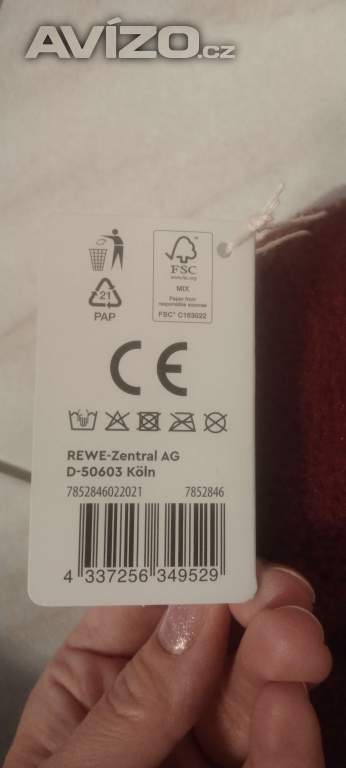 AVÍZO.cz
FSC
www.fsc.org
MIX
Paper from
responsible sources
FSC® C163022
21
PAP
CE
REWE-Zentral AG
D-50603 Köln
7852846022021 7852846
4 337256 349529